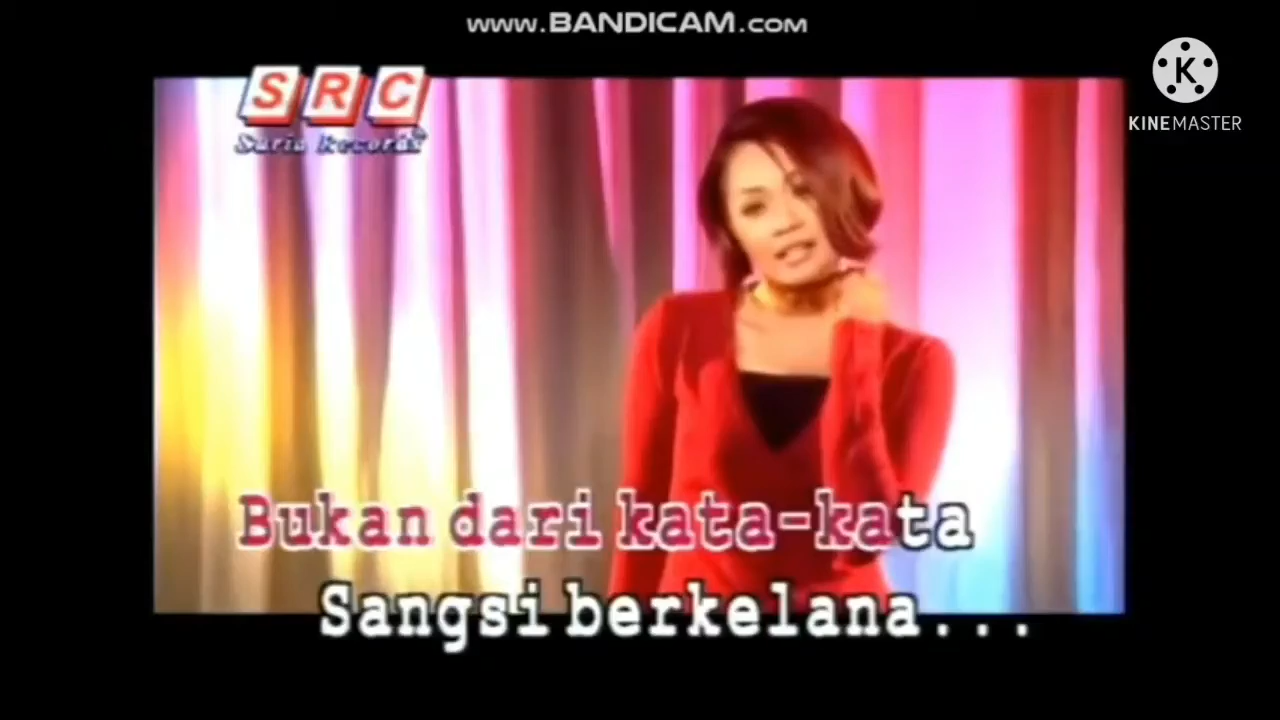 www.BANDICAM.com
SRC
Suria Records
KINEMASTER
Bukan dari kata-kata
Sangsi berkelana...